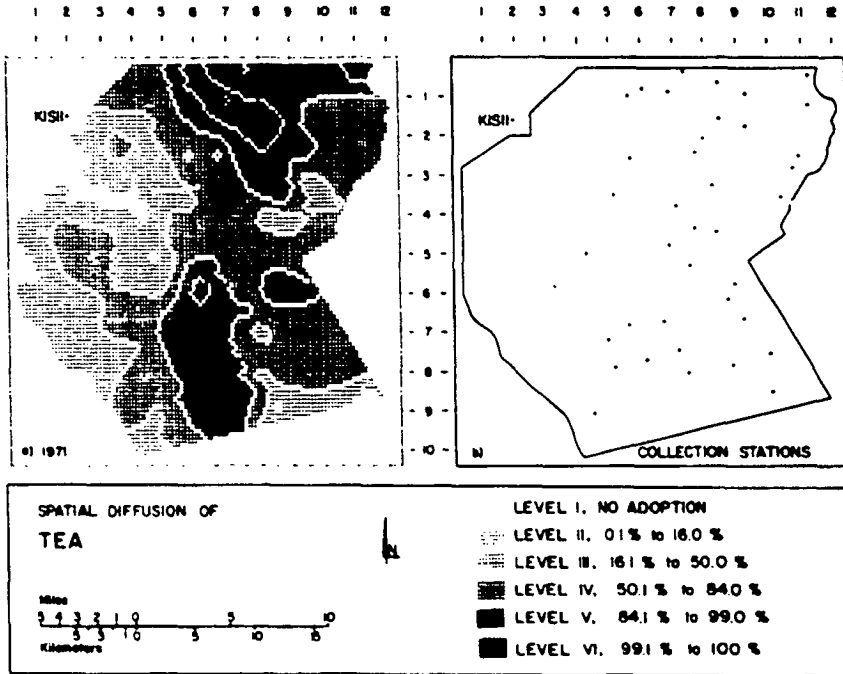 1 2 3 4 5 6 7 8 9 10 11 12
1 2 3 4 5 6 7 8 9 10 11 12
KISII
KISII
- 1 -
- 2 -
- 3 -
- 4 -
- 5 -
- 6 -
- 7 -
- 8 -
- 9 -
- 10 -
1971
COLLECTION STATIONS
SPATIAL DIFFUSION OF
TEA
N
Miles
5 4 3 2 1 0 5 10
5 3 1 0 5 10 15
Kilometers
LEVEL I, NO ADOPTION
LEVEL II, 0.1 % to 16.0 %
LEVEL III, 16.1 % to 50.0 %
LEVEL IV, 50.1 % to 84.0 %
LEVEL V, 84.1 % to 99.0 %
LEVEL VI, 99.1 % to 100 %